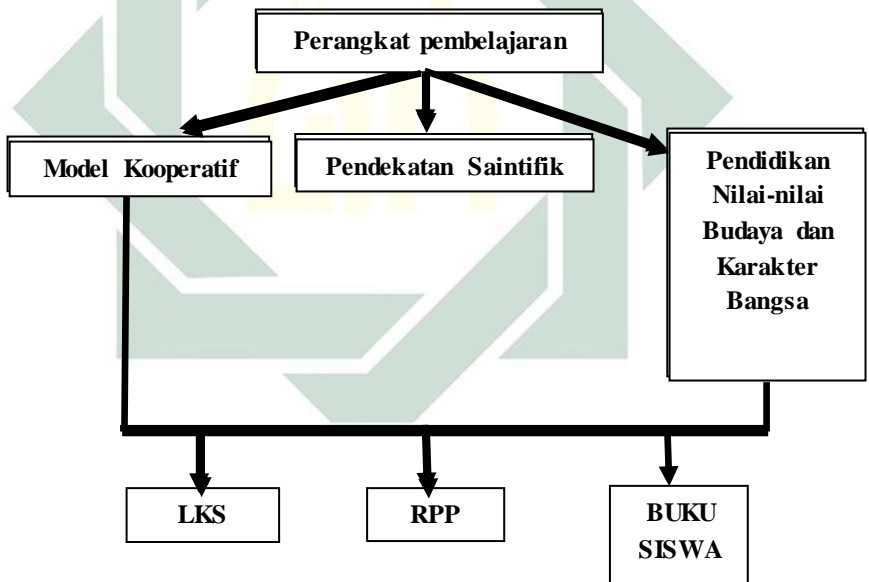 Perangkat pembelajaran
Model Kooperatif
Pendekatan Saintifik
Pendidikan
Nilai-nilai
Budaya dan
Karakter
Bangsa
LKS
RPP
BUKU
SISWA